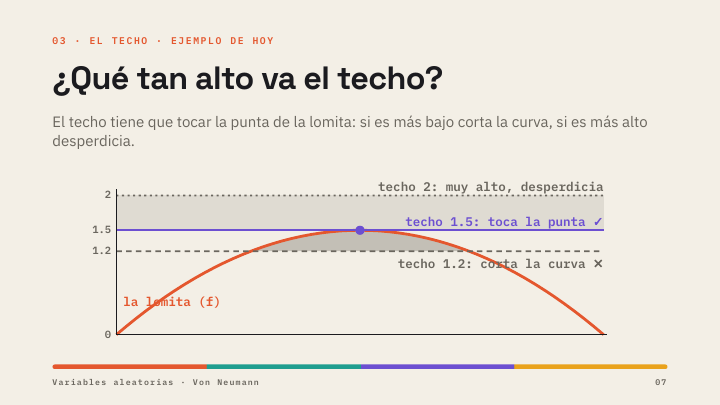 03 · EL TECHO · EJEMPLO DE HOY
¿Qué tan alto va el techo?
El techo tiene que tocar la punta de la lomita: si es más bajo corta la curva, si es más alto
desperdicia.
techo 2: muy alto, desperdicia
2
techo 1.5: toca la punta ✓
1.5
1.2
techo 1.2: corta la curva ✕
la lomita (f)
0
Variables aleatorias · Von Neumann
07